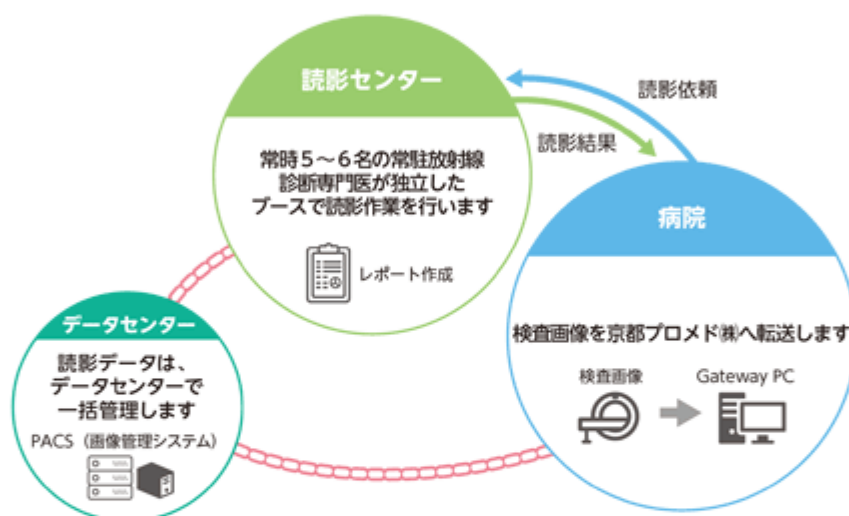 読影センター
常時5~6名の常駐放射線
診断専門医が独立した
ブースで読影作業を行います
レポート作成
読影依頼
読影結果
病院
検査画像を京都プロメド㈱へ転送します
検査画像
Gateway PC
データセンター
読影データは、
データセンターで
一括管理します
PACS(画像管理システム)